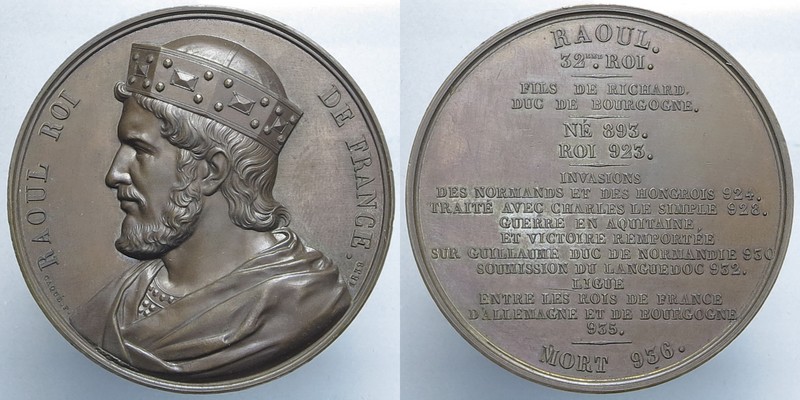 RAOUL ROI DE FRANCE.
CAQUÉ. F.
RAOUL.
32ME. ROI.
FILS DE RICHARD,
DUC DE BOURGOGNE.
NÉ 893.
ROI 923.
INVASIONS
DES NORMANDS ET DES HONGROIS 924.
TRAITÉ AVEC CHARLES LE SIMPLE 928.
GUERRE EN AQUITAINE,
ET VICTOIRE REMPORTÉE
SUR GUILLAUME DUC DE NORMANDIE 930
SOUMISSION DU LANGUEDOC 932.
LIGUE
ENTRE LES ROIS DE FRANCE
D'ALLEMAGNE ET DE BOURGOGNE
935.
MORT 936.